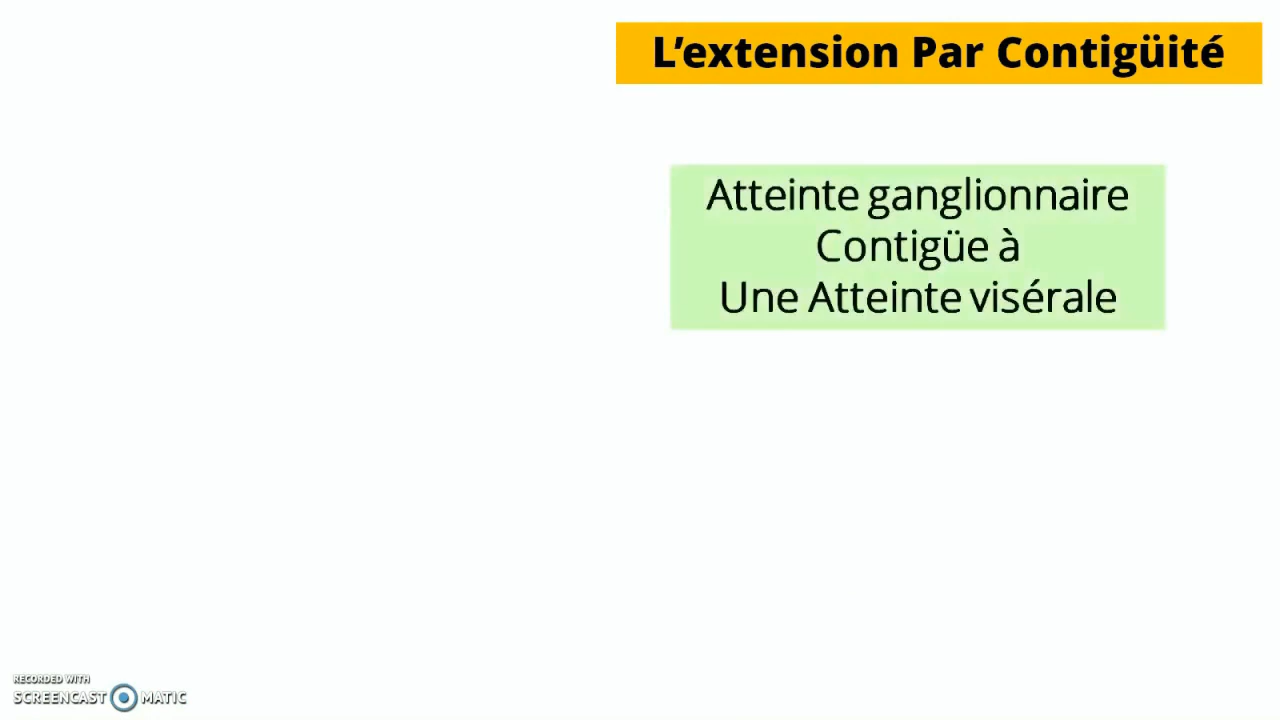 L’extension Par Contigüité
Atteinte ganglionnaire
Contigüe à
Une Atteinte visérale
RECORDED WITH
SCREENCAST MATIC